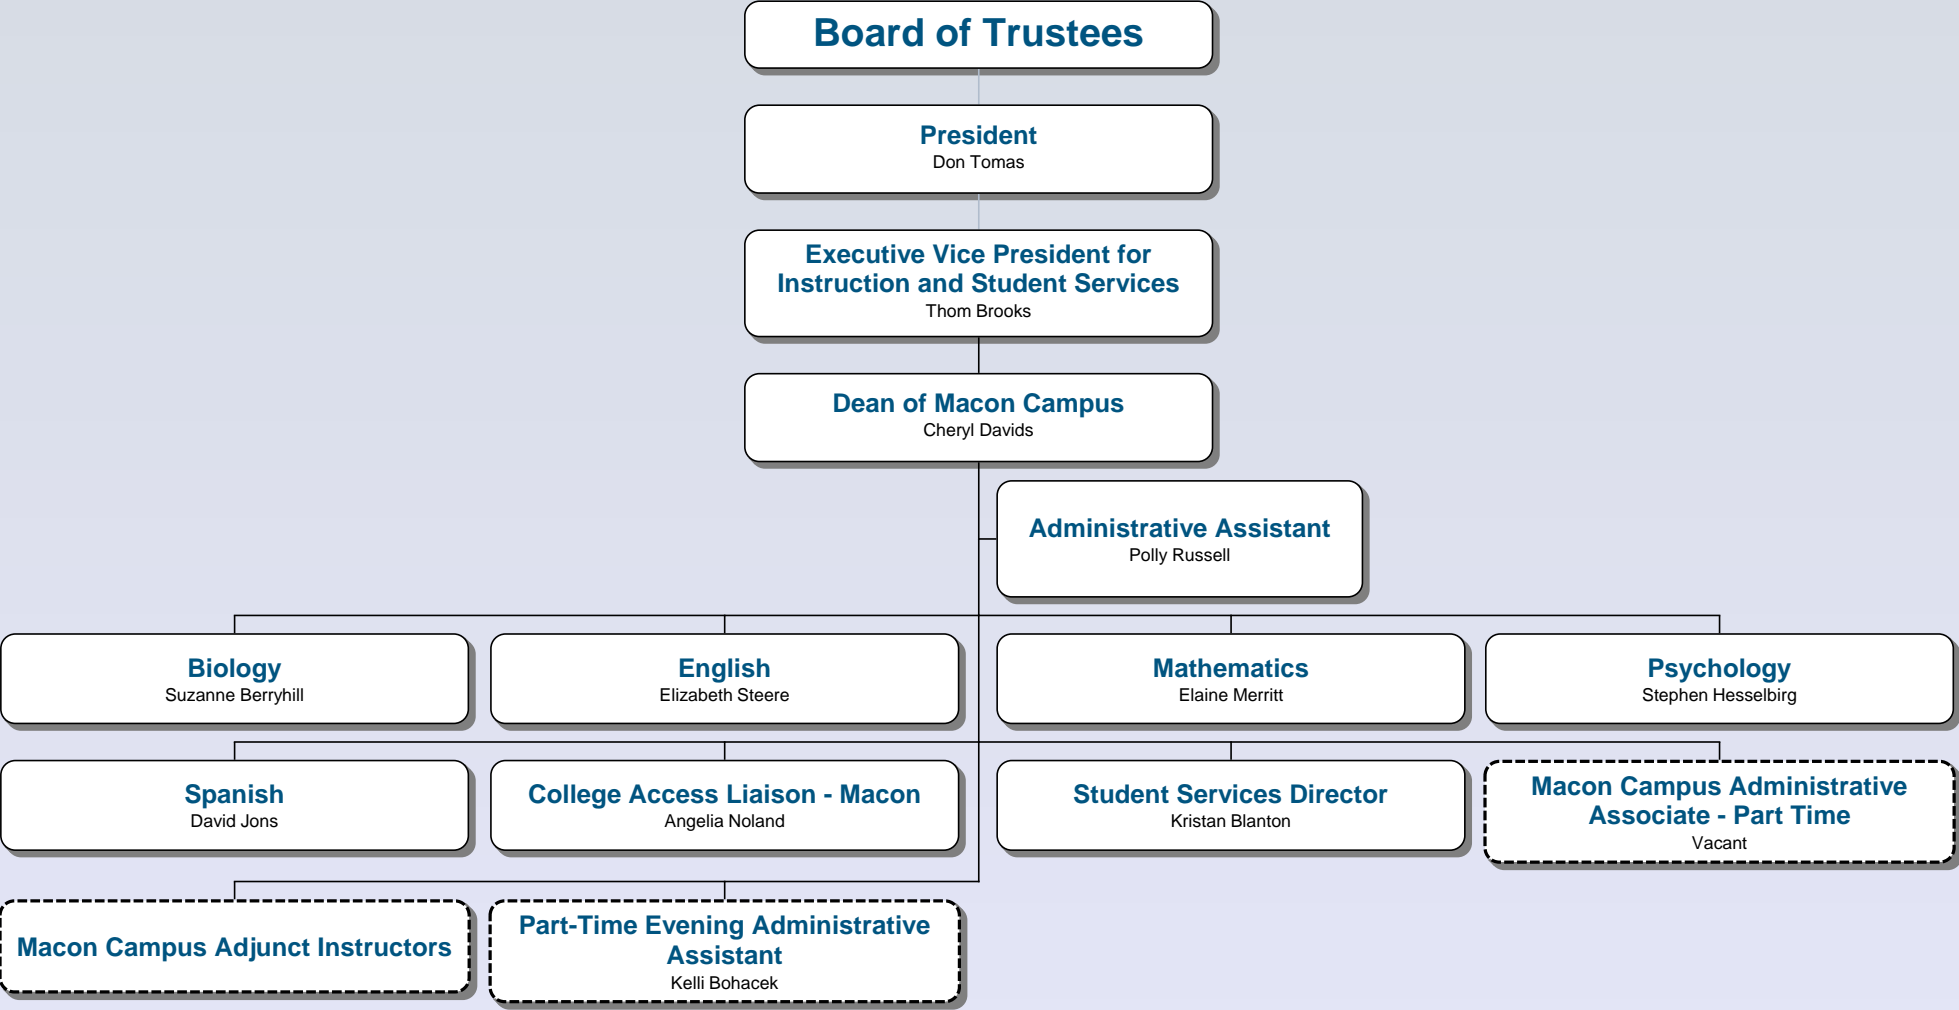 Board of Trustees
President
Don Tomas
Executive Vice President for
Instruction and Student Services
Thom Brooks
Dean of Macon Campus
Cheryl Davids
Administrative Assistant
Polly Russell
Biology
Suzanne Berryhill
English
Elizabeth Steere
Mathematics
Elaine Merritt
Psychology
Stephen Hesselbirg
Spanish
David Jons
College Access Liaison - Macon
Angelia Noland
Student Services Director
Kristan Blanton
Macon Campus Administrative
Associate - Part Time
Vacant
Macon Campus Adjunct Instructors
Part-Time Evening Administrative
Assistant
Kelli Bohacek